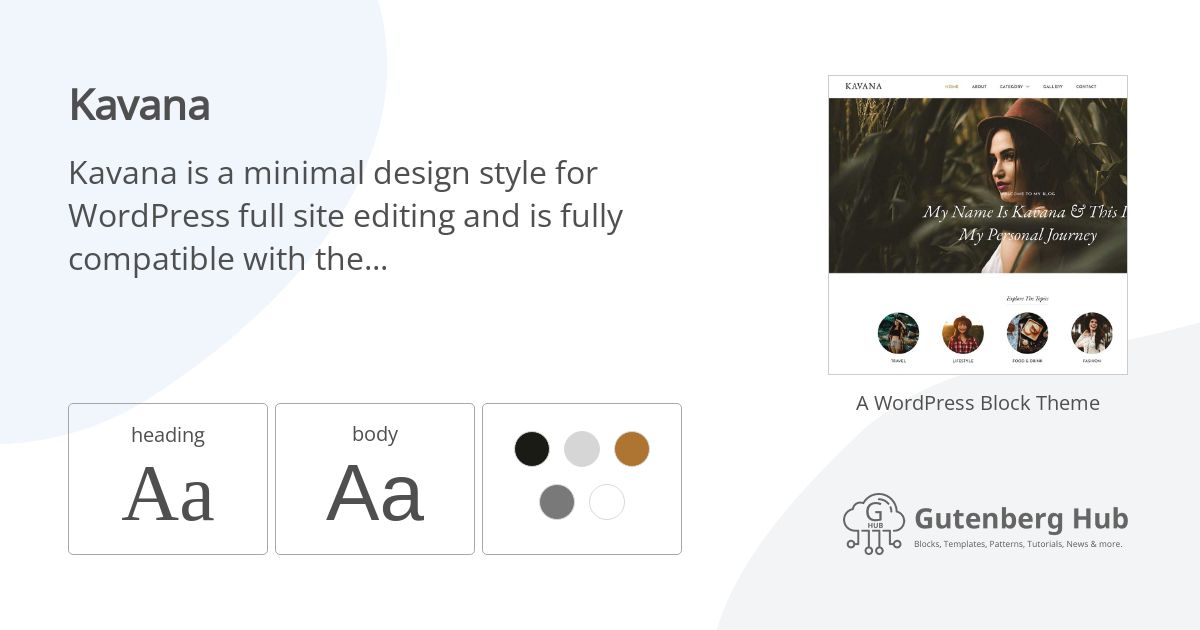 Kavana
Kavana is a minimal design style for
WordPress full site editing and is fully
compatible with the...
heading
Aa
body
Aa
KAVANA
HOME ABOUT CATEGORY GALLERY CONTACT
WELCOME TO MY BLOG
My Name Is Kavana & This I
My Personal Journey
Explore The Topics
TRAVEL LIFESTYLE FOOD & DRINK FASHION
A WordPress Block Theme
G
HUB
Gutenberg Hub
Blocks, Templates, Patterns, Tutorials, News & more.